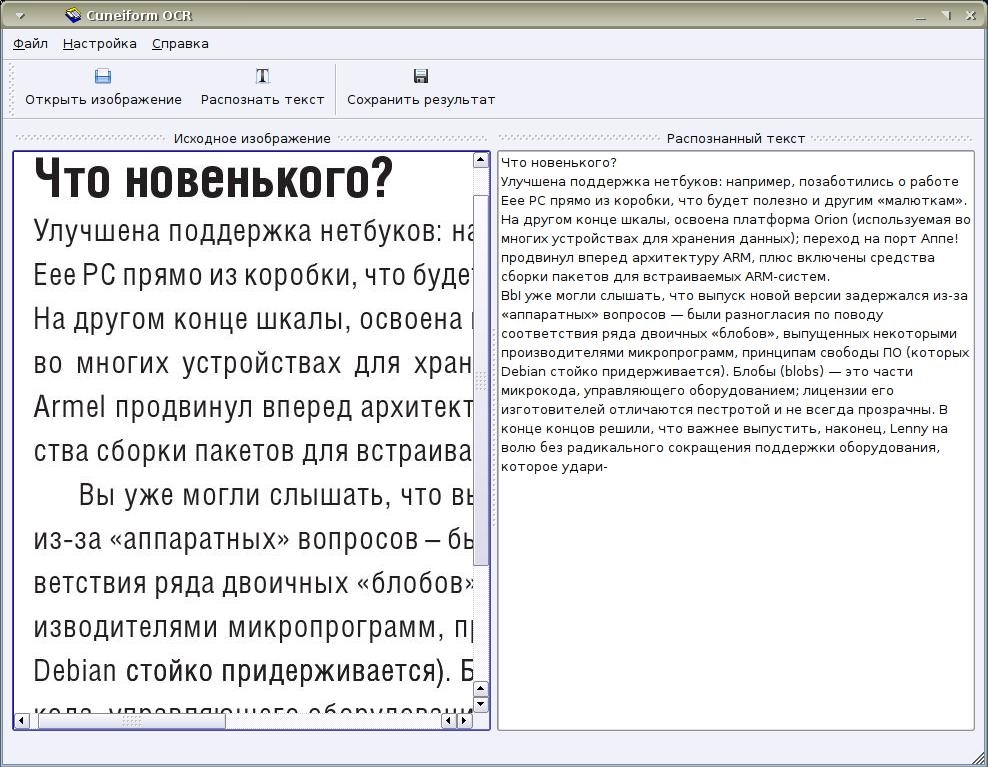 Cuneiform OCR
Файл Настройка Справка
Открыть изображение Распознать текст Сохранить результат
Исходное изображение
Что новенького?
Улучшена поддержка нетбуков: на
Eee PC прямо из коробки, что буде
На другом конце шкалы, освоена
во многих устройствах для хран
Armel продвинул вперед архитект
ства сборки пакетов для встраива
Вы уже могли слышать, что вы
из-за «аппаратных» вопросов – бы
ветствия ряда двоичных «блобов»
изводителями микропрограмм, п
Debian стойко придерживается). Б
кода, управляющего оборудовани
Распознанный текст
Что новенького?
Улучшена поддержка нетбуков: например, позаботились о работе
Eee PC прямо из коробки, что будет полезно и другим «малюткам».
На другом конце шкалы, освоена платформа Orion (используемая во
многих устройствах для хранения данных); переход на порт Аппе!
продвинул вперед архитектуру ARM, плюс включены средства
сборки пакетов для встраиваемых ARM-систем.
BbI уже могли слышать, что выпуск новой версии задержался из-за
«аппаратных» вопросов — были разногласия по поводу
соответствия ряда двоичных «блобов», выпущенных некоторыми
производителями микропрограмм, принципам свободы ПО (которых
Debian стойко придерживается). Блобы (blobs) — это части
микрокода, управляющего оборудованием; лицензии его
изготовителей отличаются пестротой и не всегда прозрачны. В
конце концов решили, что важнее выпустить, наконец, Lenny на
волю без радикального сокращения поддержки оборудования,
которое удари-